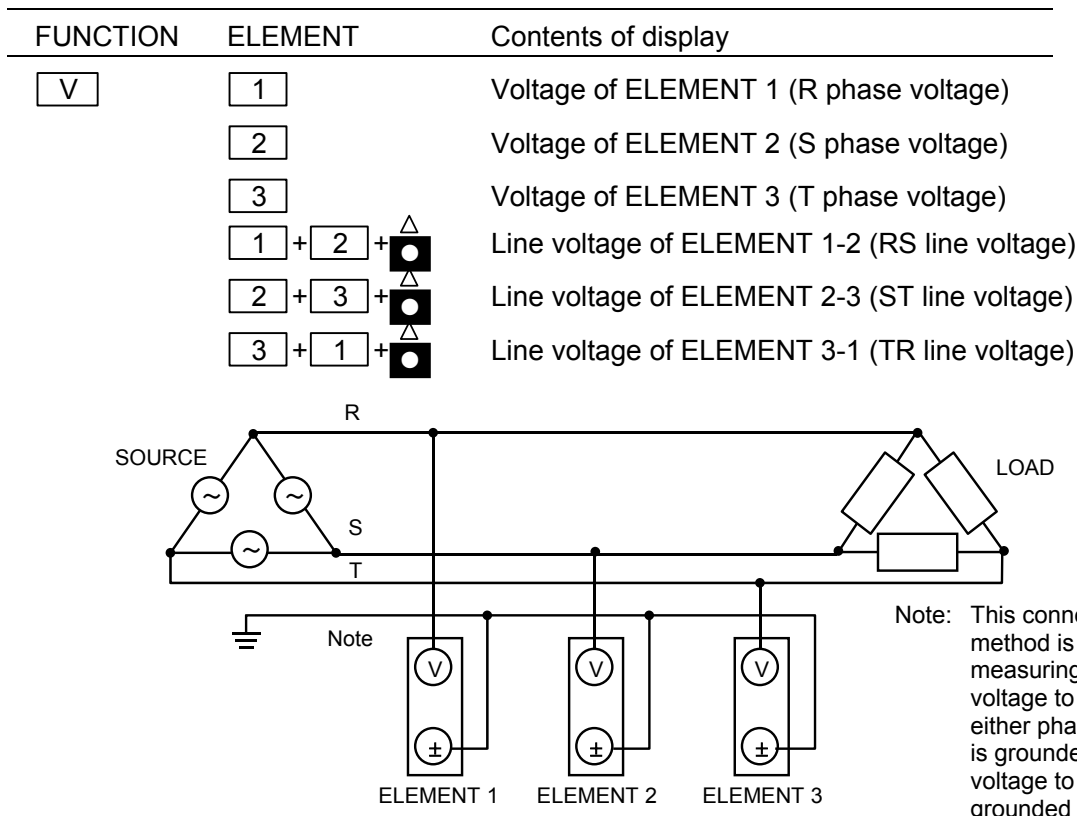 FUNCTION ELEMENT Contents of display
V 1 Voltage of ELEMENT 1 (R phase voltage)
2 Voltage of ELEMENT 2 (S phase voltage)
3 Voltage of ELEMENT 3 (T phase voltage)
1 + 2 + △ Line voltage of ELEMENT 1-2 (RS line voltage)
2 + 3 + △ Line voltage of ELEMENT 2-3 (ST line voltage)
3 + 1 + △ Line voltage of ELEMENT 3-1 (TR line voltage)
R
SOURCE
LOAD
~ ~
S
~
T
Note
Note: This conne
method is
measuring
voltage to
either phas
is grounde
voltage to
grounded
V V V
± ± ±
ELEMENT 1 ELEMENT 2 ELEMENT 3